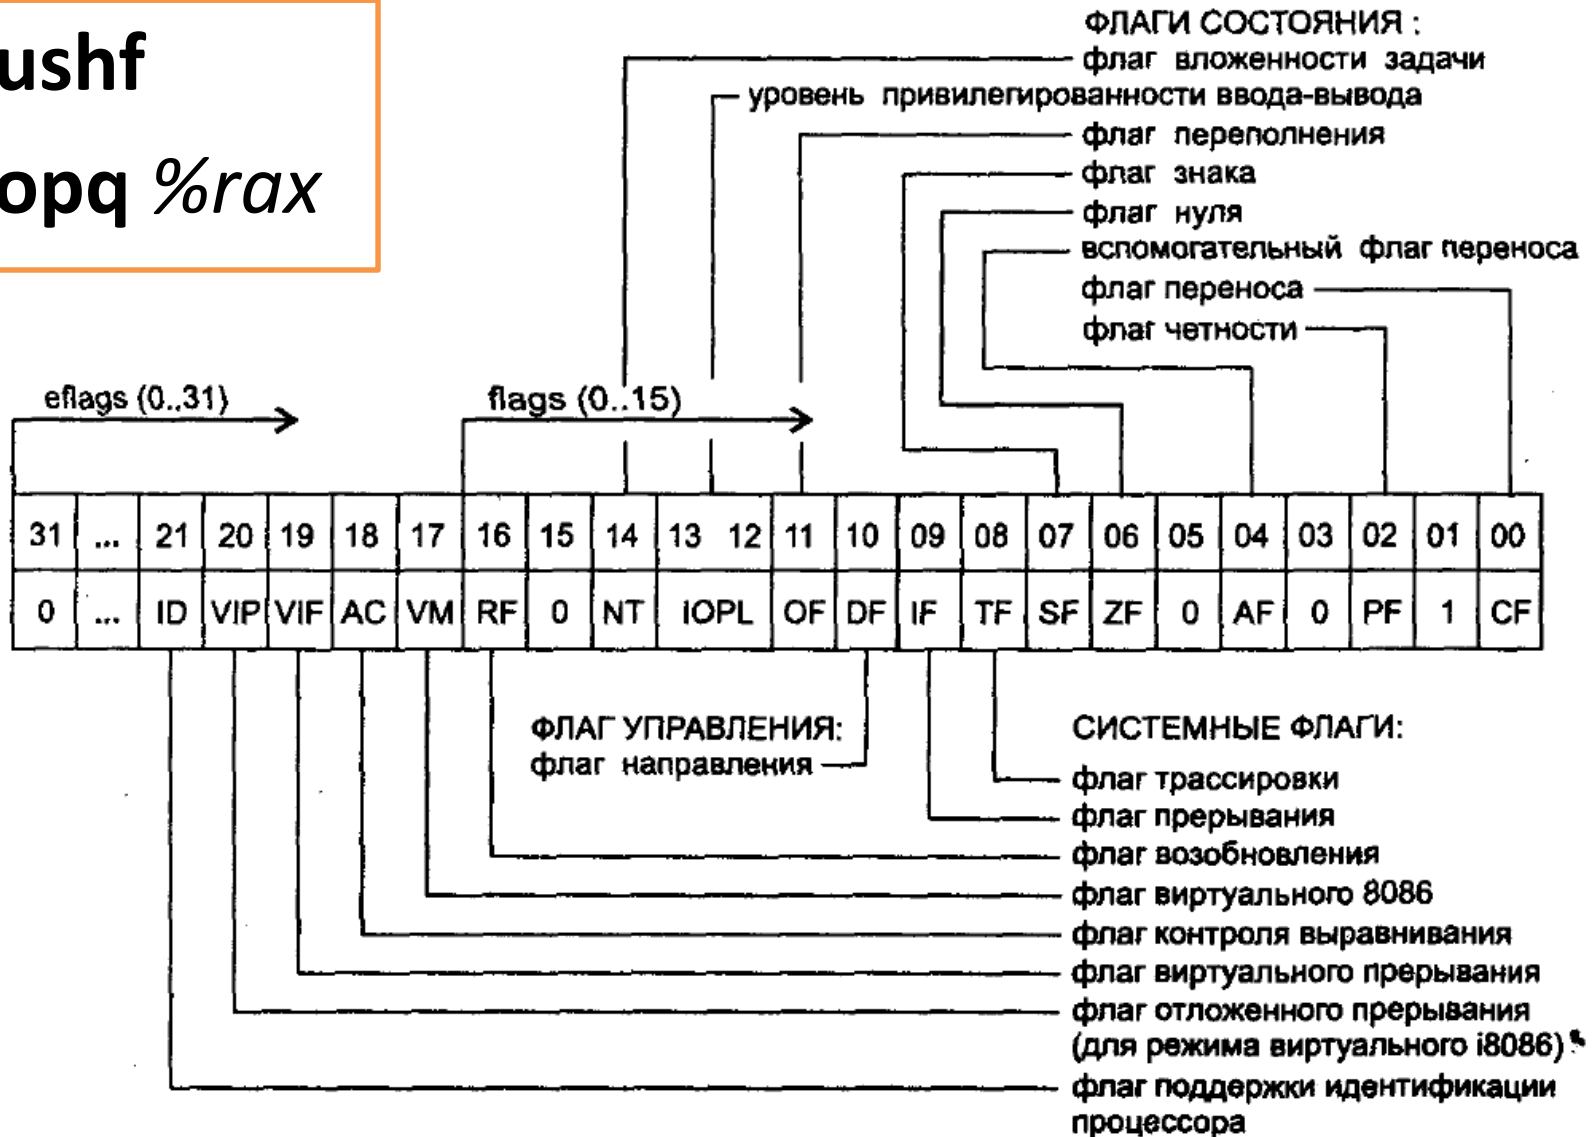 ushf
opq %rax
ФЛАГИ СОСТОЯНИЯ :
флаг вложенности задачи
уровень привилегированности ввода-вывода
флаг переполнения
флаг знака
флаг нуля
вспомогательный флаг переноса
флаг переноса
флаг четности
eflags (0..31)
flags (0..15)
31 ... 21 20 19 18 17 16 15 14 13 12 11 10 09 08 07 06 05 04 03 02 01 00
0 ... ID VIP VIF AC VM RF 0 NT IOPL OF DF IF TF SF ZF 0 AF 0 PF 1 CF
ФЛАГ УПРАВЛЕНИЯ:
флаг направления
СИСТЕМНЫЕ ФЛАГИ:
флаг трассировки
флаг прерывания
флаг возобновления
флаг виртуального 8086
флаг контроля выравнивания
флаг виртуального прерывания
флаг отложенного прерывания
(для режима виртуального i8086)
флаг поддержки идентификации
процессора